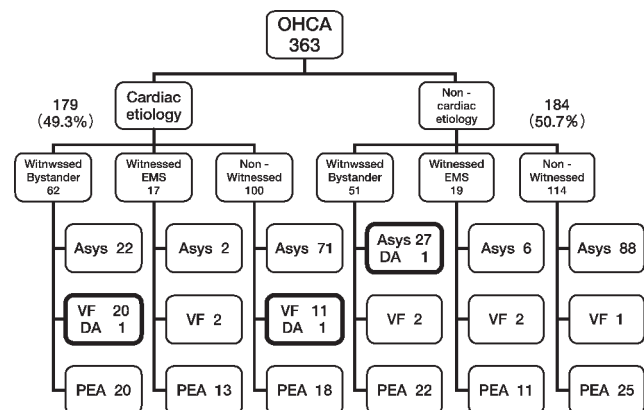 OHCA
363
179
(49.3%)
Cardiac
etiology
Non -
cardiac
etiology
184
(50.7%)
Witnwssed
Bystander
62
Witnessed
EMS
17
Non -
Witnessed
100
Witnwssed
Bystander
51
Witnessed
EMS
19
Non -
Witnessed
114
Asys 22
Asys 2
Asys 71
Asys 27
DA 1
Asys 6
Asys 88
VF 20
DA 1
VF 2
VF 11
DA 1
VF 2
VF 2
VF 1
PEA 20
PEA 13
PEA 18
PEA 22
PEA 11
PEA 25